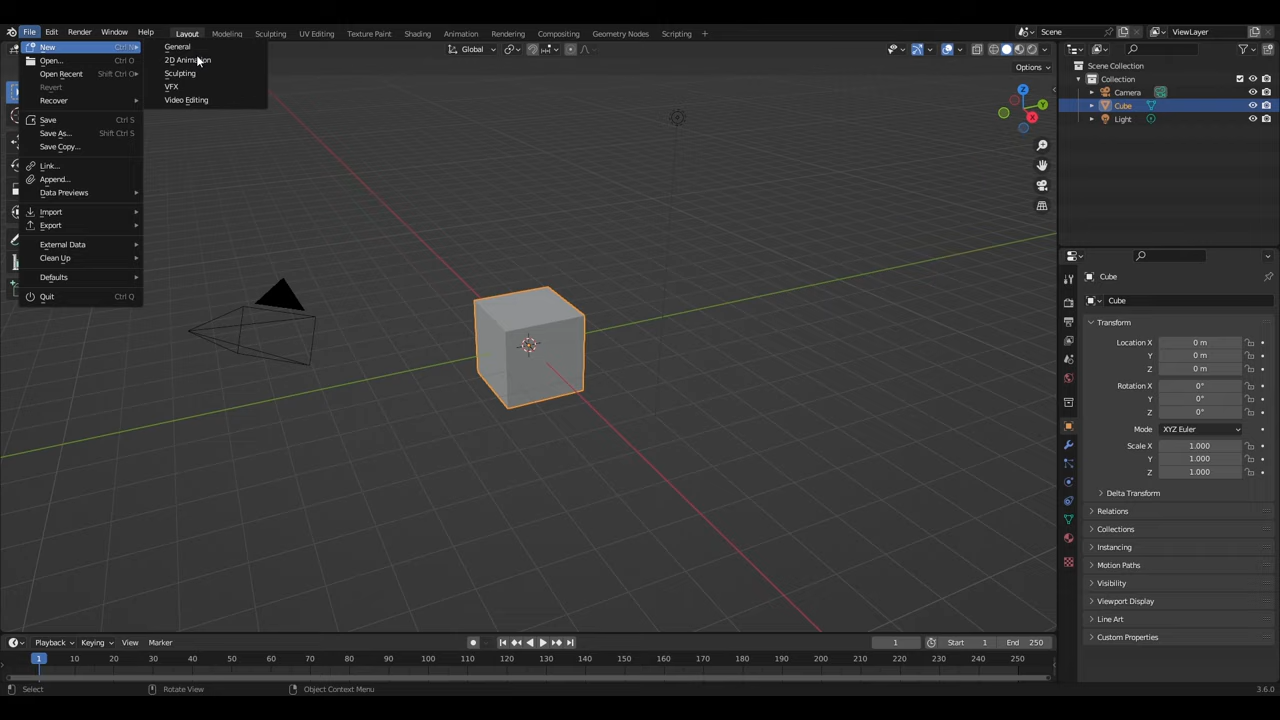 File Edit Render Window Help Layout Modeling Sculpting UV Editing Texture Paint Shading Animation Rendering Compositing Geometry Nodes Scripting + Scene ViewLayer
New Ctrl N
Open... Ctrl O
Open Recent Shift Ctrl O
Revert
Recover
Save Ctrl S
Save As... Shift Ctrl S
Save Copy...
Link...
Append...
Data Previews
Import
Export
External Data
Clean Up
Defaults
Quit Ctrl Q
General
2D Animation
Sculpting
VFX
Video Editing
Global
Options
Z
Y
X
Scene Collection
Collection
Camera
Cube
Light
Cube
Cube
Transform
Location X 0 m
Y 0 m
Z 0 m
Rotation X 0°
Y 0°
Z 0°
Mode XYZ Euler
Scale X 1.000
Y 1.000
Z 1.000
Delta Transform
Relations
Collections
Instancing
Motion Paths
Visibility
Viewport Display
Line Art
Custom Properties
Playback Keying View Marker 1 Start 1 End 250
1 10 20 30 40 50 60 70 80 90 100 110 120 130 140 150 160 170 180 190 200 210 220 230 240 250
Select Rotate View Object Context Menu 3.6.0